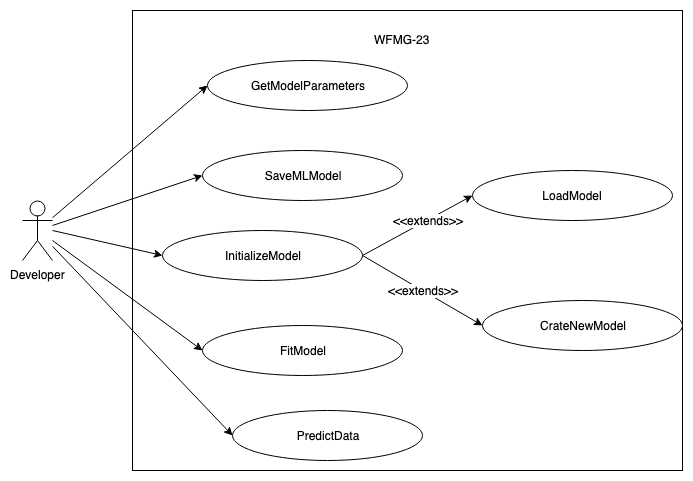 WFMG-23
GetModelParameters
SaveMLModel
LoadModel
<<extends>>
InitializeModel
Developer
<<extends>>
CrateNewModel
FitModel
PredictData